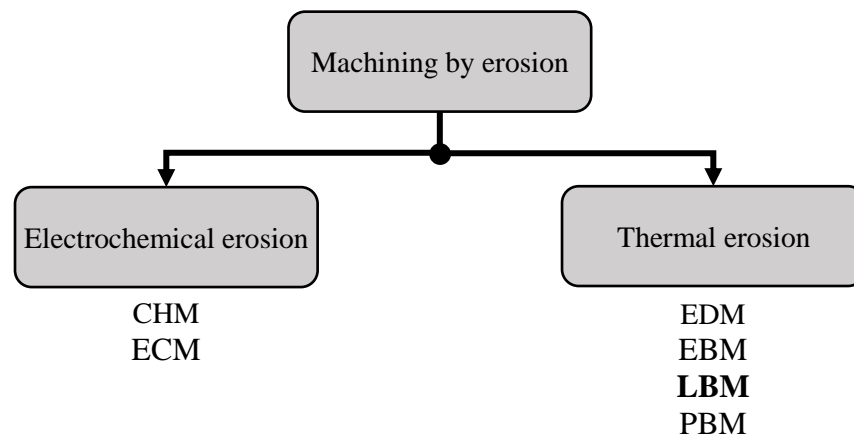 Machining by erosion
Electrochemical erosion
CHM
ECM
Thermal erosion
EDM
EBM
LBM
PBM